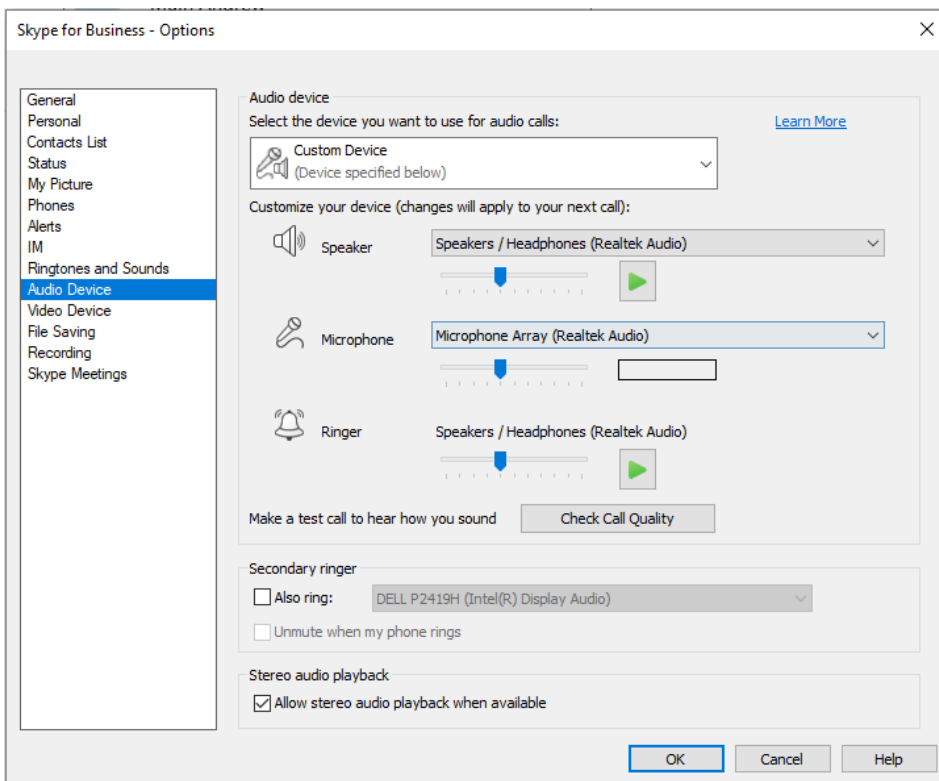 Skype for Business - Options
General
Personal
Contacts List
Status
My Picture
Phones
Alerts
IM
Ringtones and Sounds
Audio Device
Video Device
File Saving
Recording
Skype Meetings
Audio device
Select the device you want to use for audio calls:
Learn More
Custom Device
(Device specified below)
Customize your device (changes will apply to your next call):
Speaker
Speakers / Headphones (Realtek Audio)
Microphone
Microphone Array (Realtek Audio)
Ringer
Speakers / Headphones (Realtek Audio)
Make a test call to hear how you sound
Check Call Quality
Secondary ringer
Also ring:
DELL P2419H (Intel(R) Display Audio)
Unmute when my phone rings
Stereo audio playback
Allow stereo audio playback when available
OK
Cancel
Help